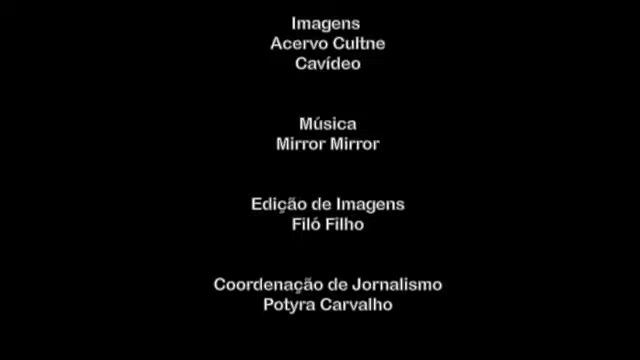 Imagens
Acervo Cultne
Cavídeo
Música
Mirror Mirror
Edição de Imagens
Filó Filho
Coordenação de Jornalismo
Potyra Carvalho